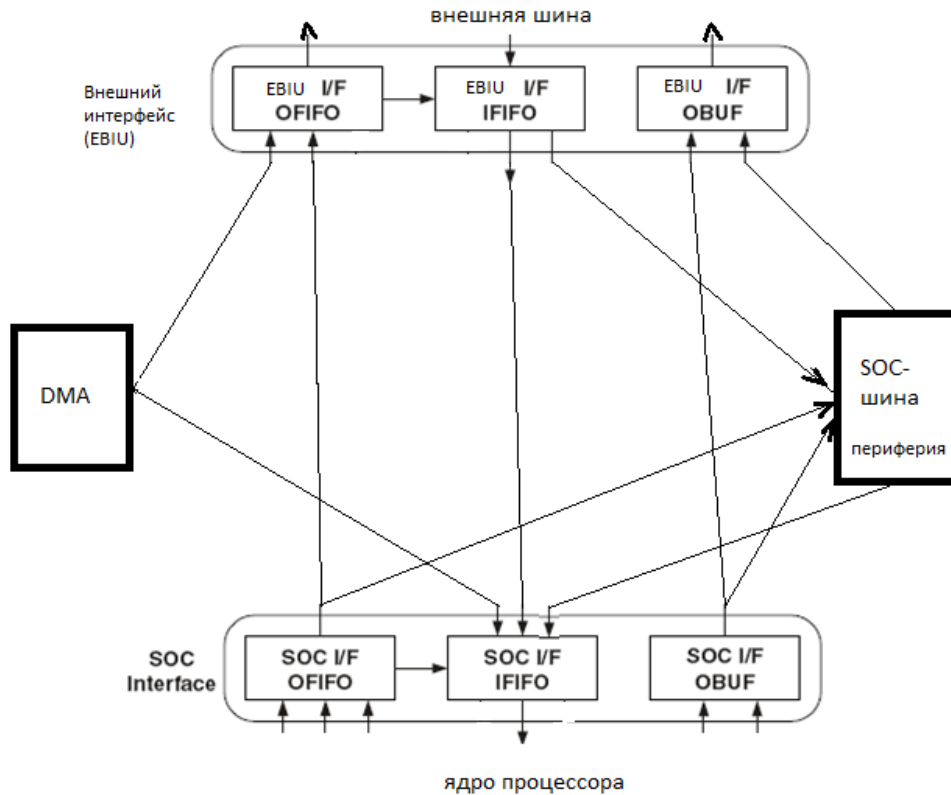 внешняя шина
Внешний
интерфейс
(EBIU)
EBIU I/F
OFIFO
EBIU I/F
IFIFO
EBIU I/F
OBUF
DMA
SOC-
шина
периферия
SOC
Interface
SOC I/F
OFIFO
SOC I/F
IFIFO
SOC I/F
OBUF
ядро процессора